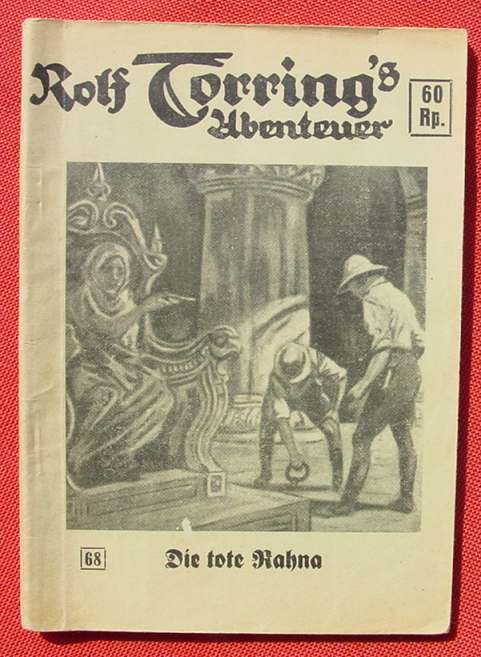 Rolf Torring's
Abenteuer
60
Rp.
68
Die tote Rahna